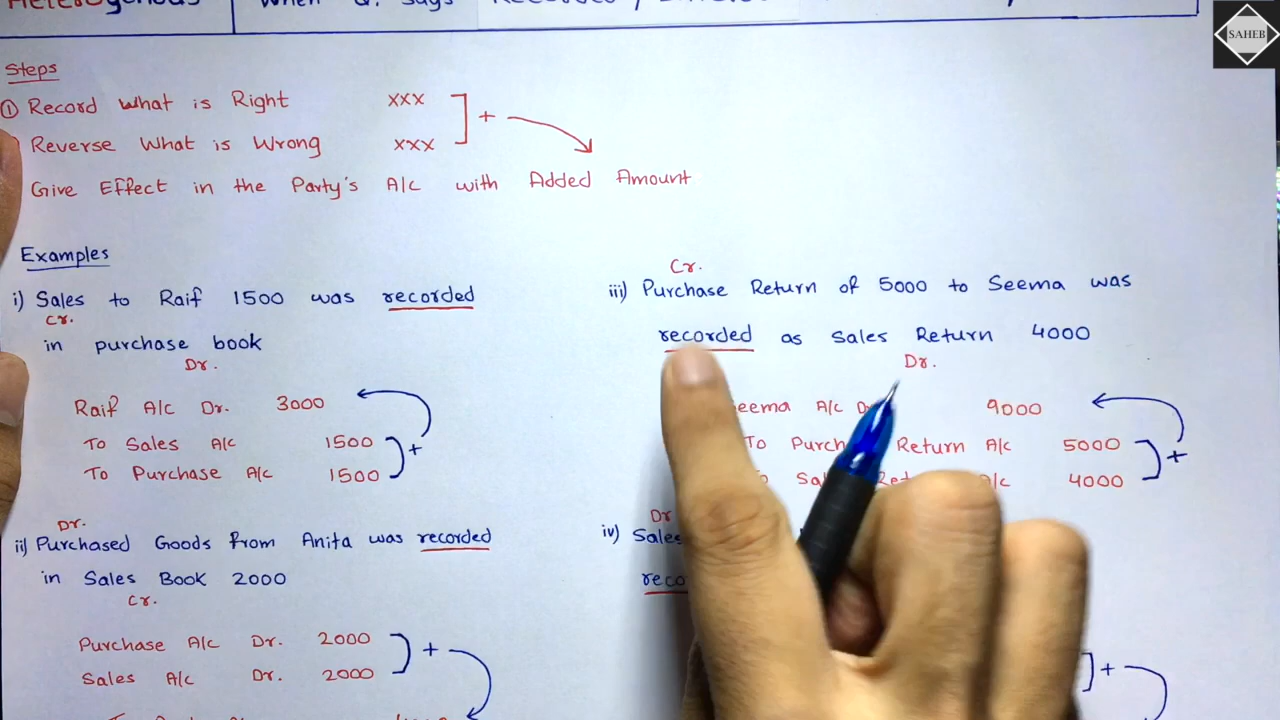 When Q. says
SAHEB
Steps
① Record What is Right xxx
+
Reverse What is Wrong xxx
Give Effect in the Party's A/c with Added Amount
Examples
i) Sales to Raif 1500 was recorded
Cr.
in purchase book
Dr.
Raif A/c Dr. 3000
To Sales A/c 1500
+
To Purchase A/c 1500
Dr.
ii) Purchased Goods from Anita was recorded
in Sales Book 2000
Cr.
Purchase A/c Dr. 2000
+
Sales A/c Dr. 2000
Cr.
iii) Purchase Return of 5000 to Seema was
recorded as Sales Return 4000
Dr.
Seema A/c 9000
To Return A/c 5000
+
4000
Dr
iv) Sales
+